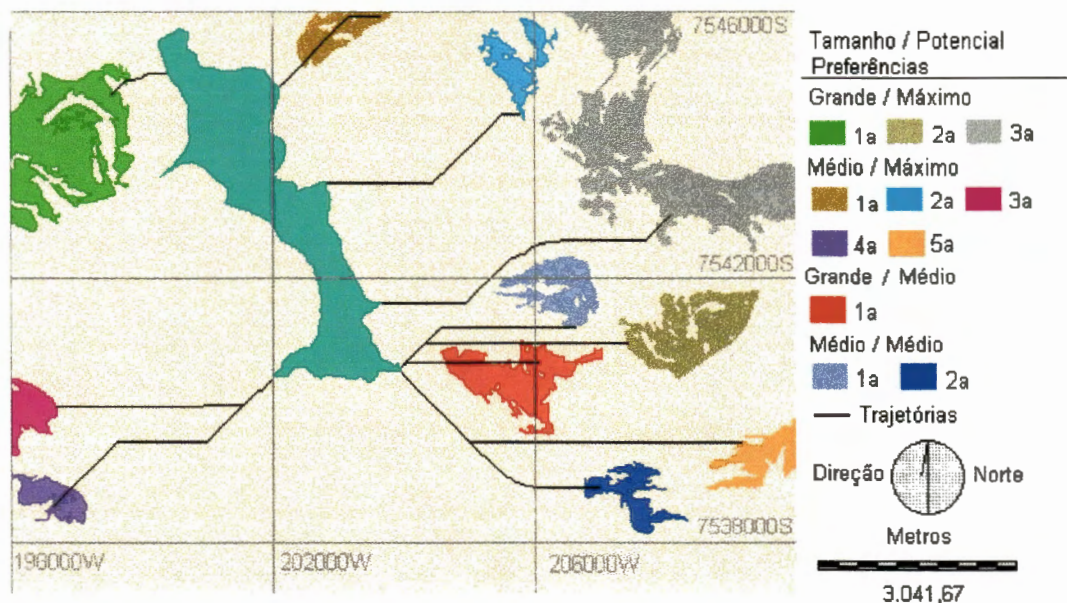 7546000S
7542000S
7538000S
198000W
202000W
206000W
Tamanho / Potencial
Preferências
Grande / Máximo
1a 2a 3a
Médio / Máximo
1a 2a 3a
4a 5a
Grande / Médio
1a
Médio / Médio
1a 2a
Trajetórias
Direção Norte
Metros
3.041,67